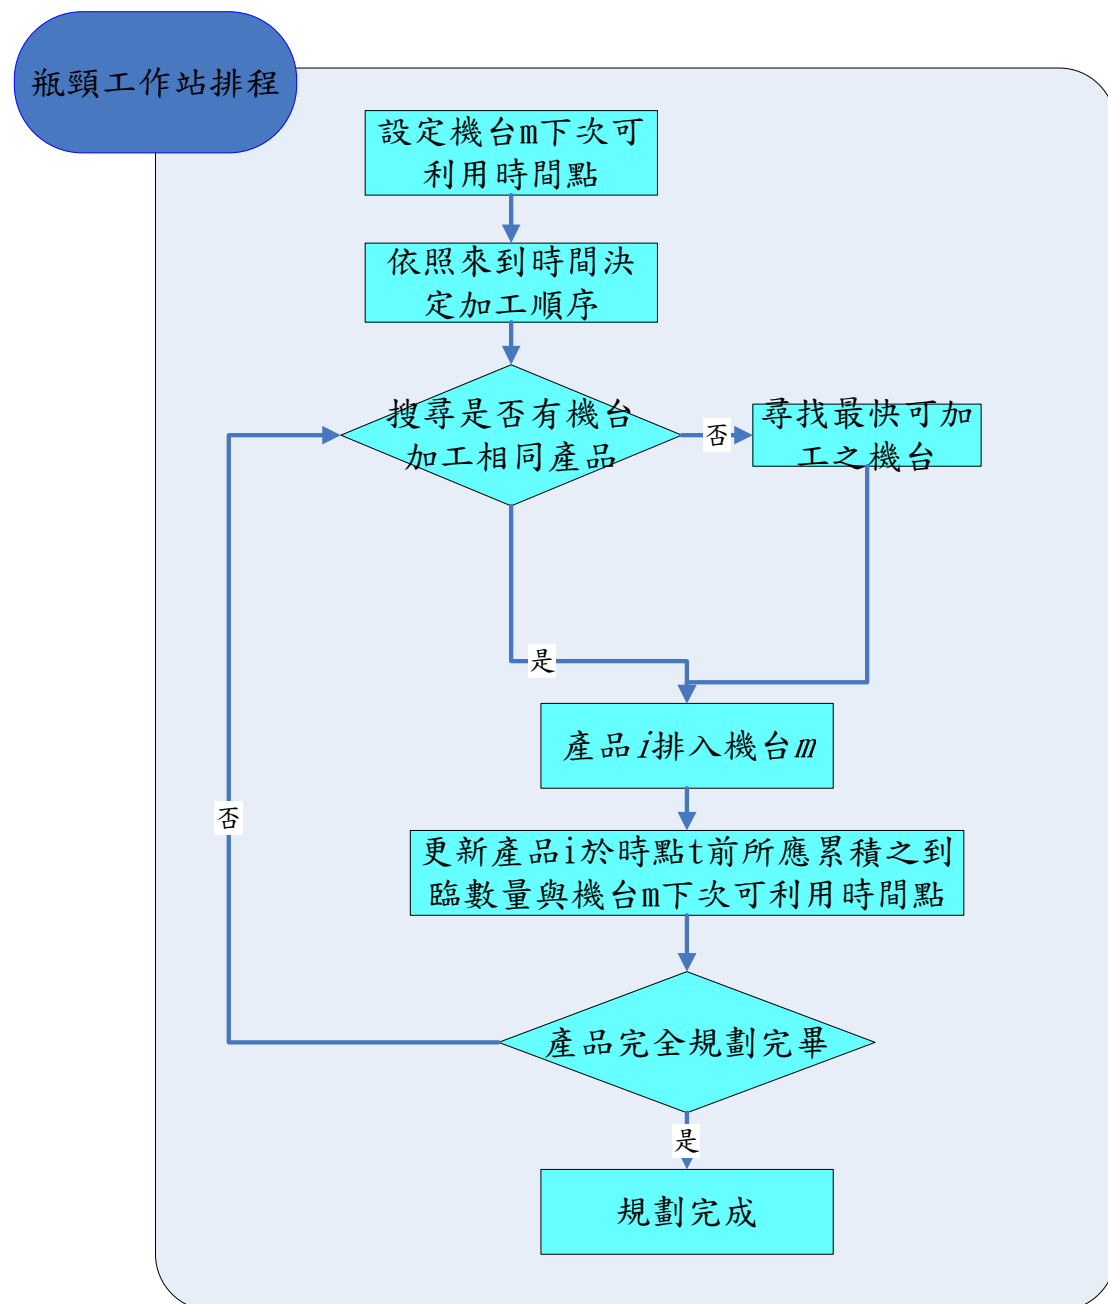 瓶頸工作站排程
設定機台m下次可
利用時間點
依照來到時間決
定加工順序
搜尋是否有機台
加工相同產品
否
尋找最快可加
工之機台
是
產品i排入機台m
否
更新產品i於時點t前所應累積之到
臨數量與機台m下次可利用時間點
產品完全規劃完畢
是
規劃完成